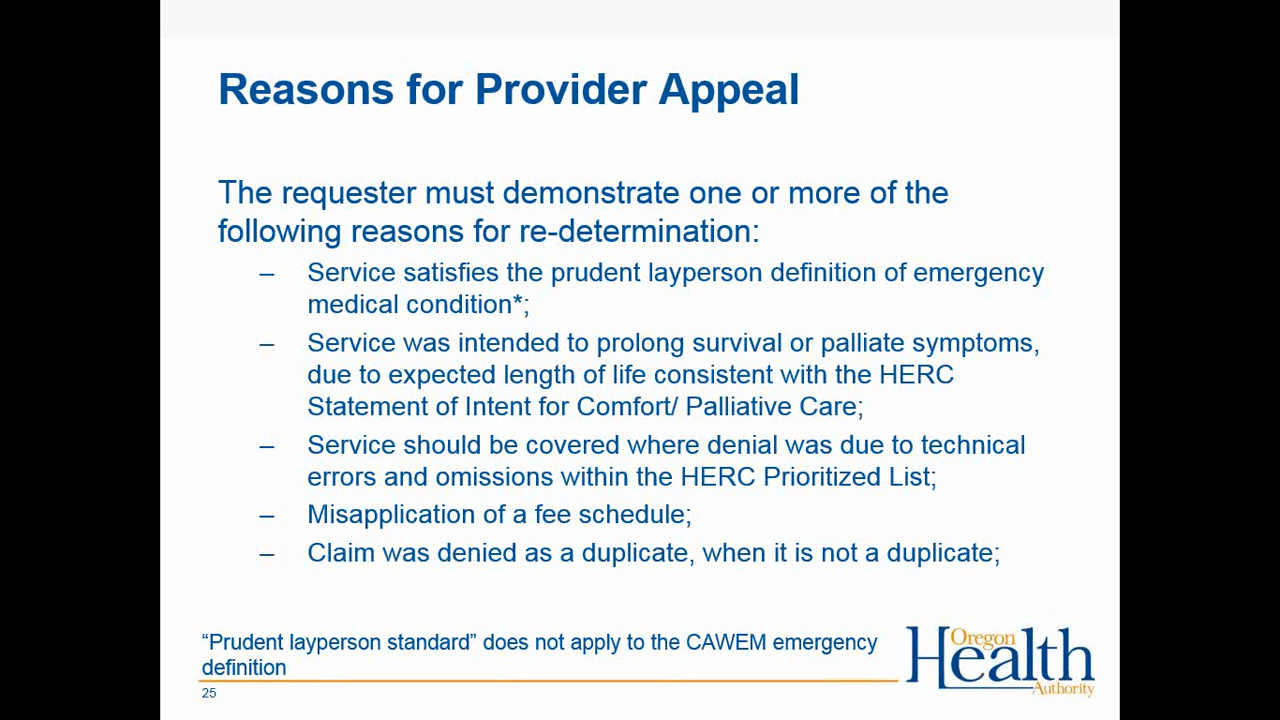 Reasons for Provider Appeal
The requester must demonstrate one or more of the
following reasons for re-determination:
– Service satisfies the prudent layperson definition of emergency
medical condition*;
– Service was intended to prolong survival or palliate symptoms,
due to expected length of life consistent with the HERC
Statement of Intent for Comfort/ Palliative Care;
– Service should be covered where denial was due to technical
errors and omissions within the HERC Prioritized List;
– Misapplication of a fee schedule;
– Claim was denied as a duplicate, when it is not a duplicate;
“Prudent layperson standard” does not apply to the CAWEM emergency
definition
25
Oregon
Health
Authority